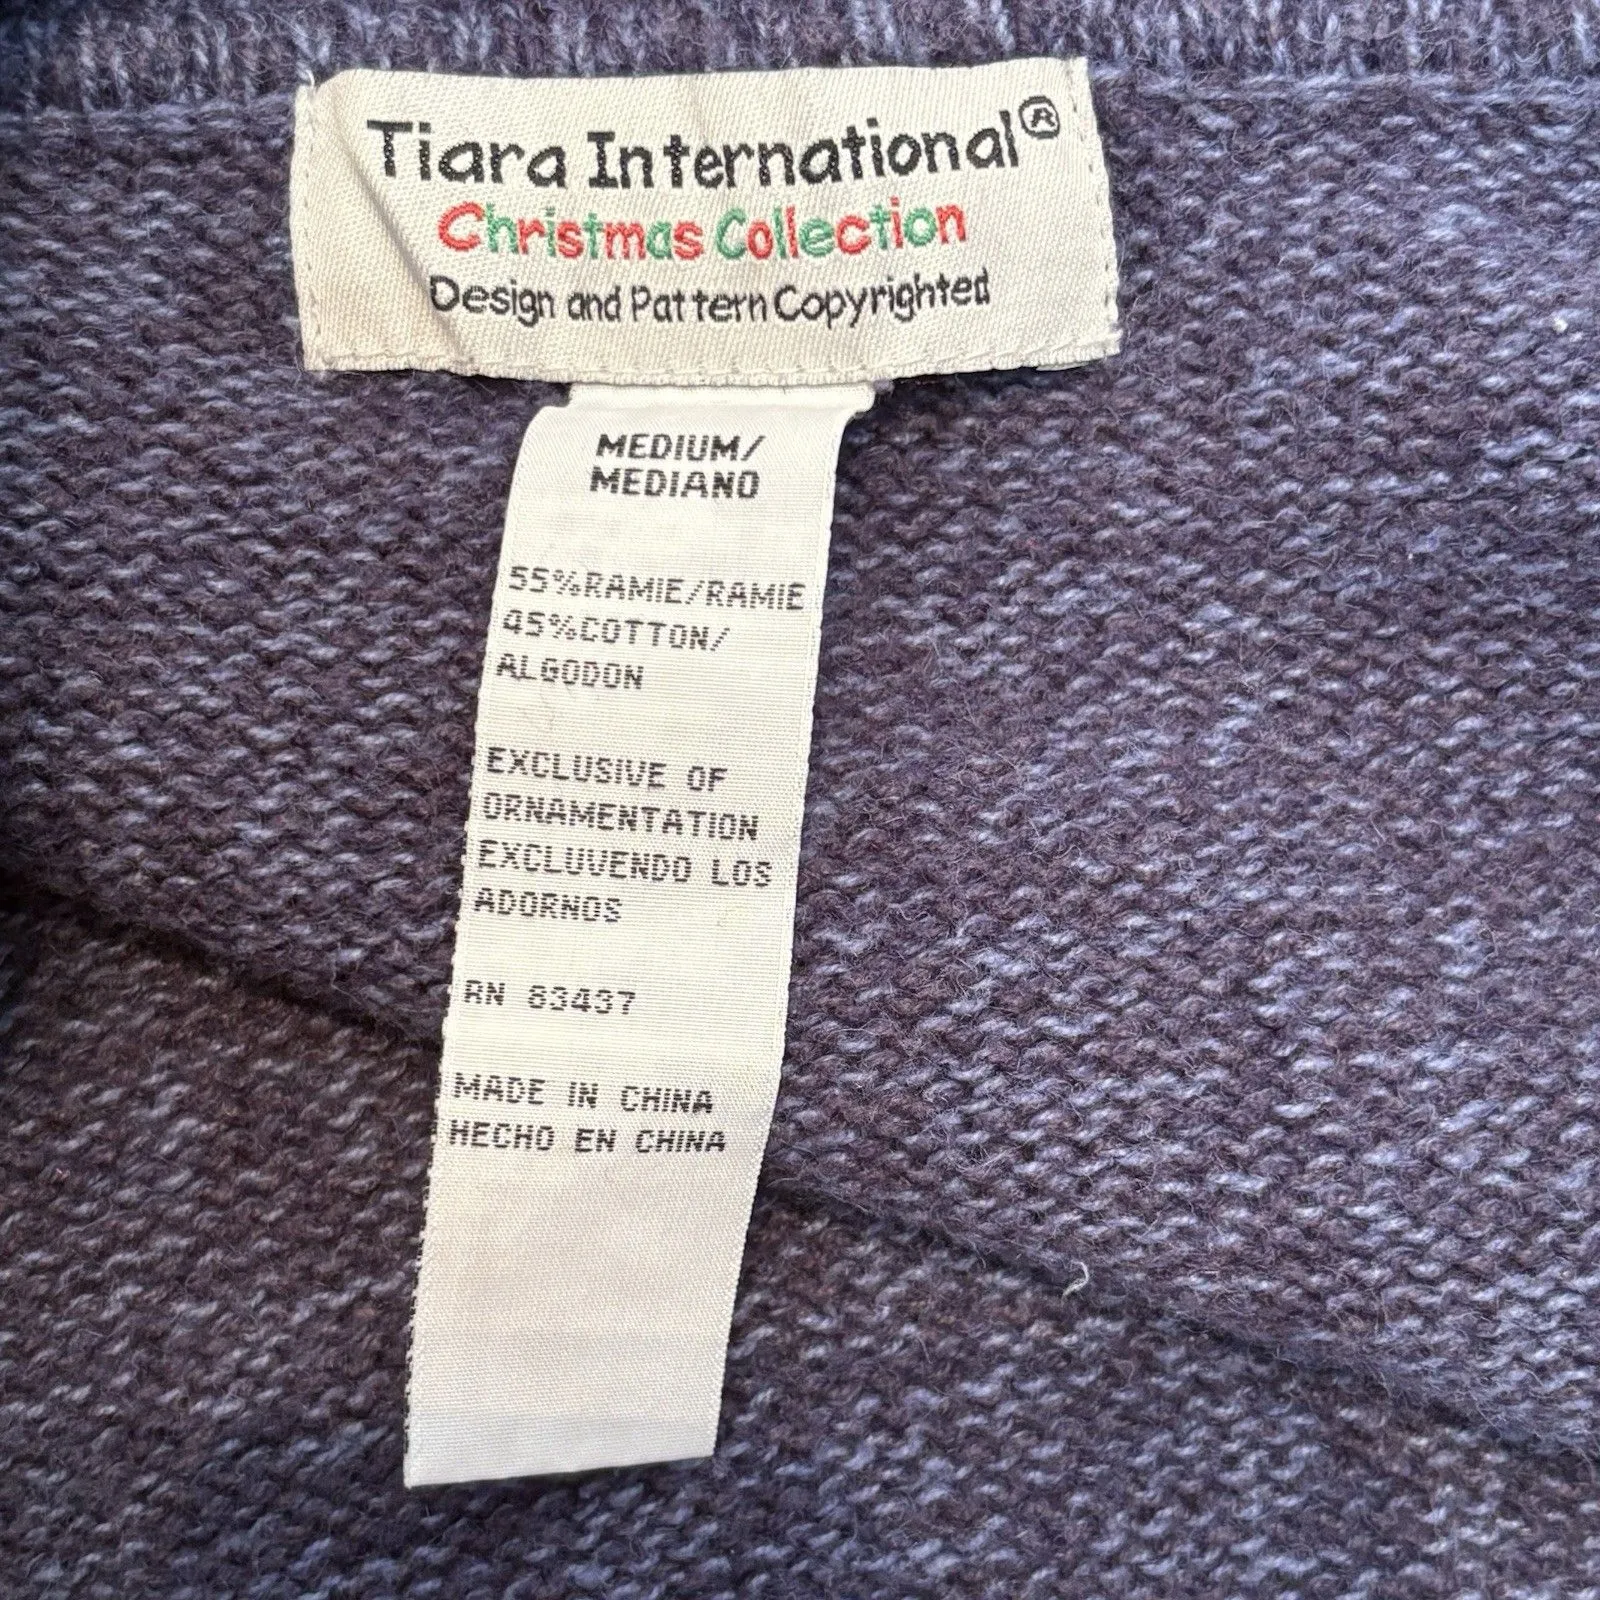 Tiara International®
Christmas Collection
Design and Pattern Copyrighted
MEDIUM/
MEDIANO
55%RAMIE/RAMIE
45%COTTON/
ALGODON
EXCLUSIVE OF
ORNAMENTATION
EXCLUVENDO LOS
ADORNOS
RN 83437
MADE IN CHINA
HECHO EN CHINA